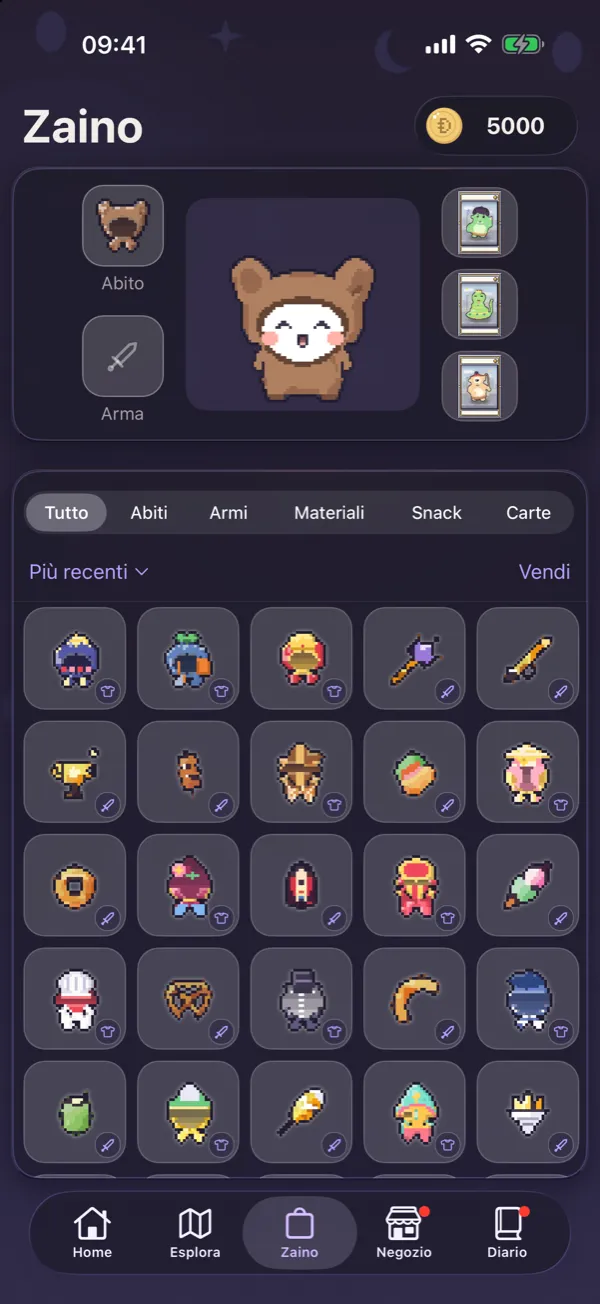 09:41
Zaino
5000
Abito
Arma
Tutto Abiti Armi Materiali Snack Carte
Più recenti Vendi
Home Esplora Zaino Negozio Diario